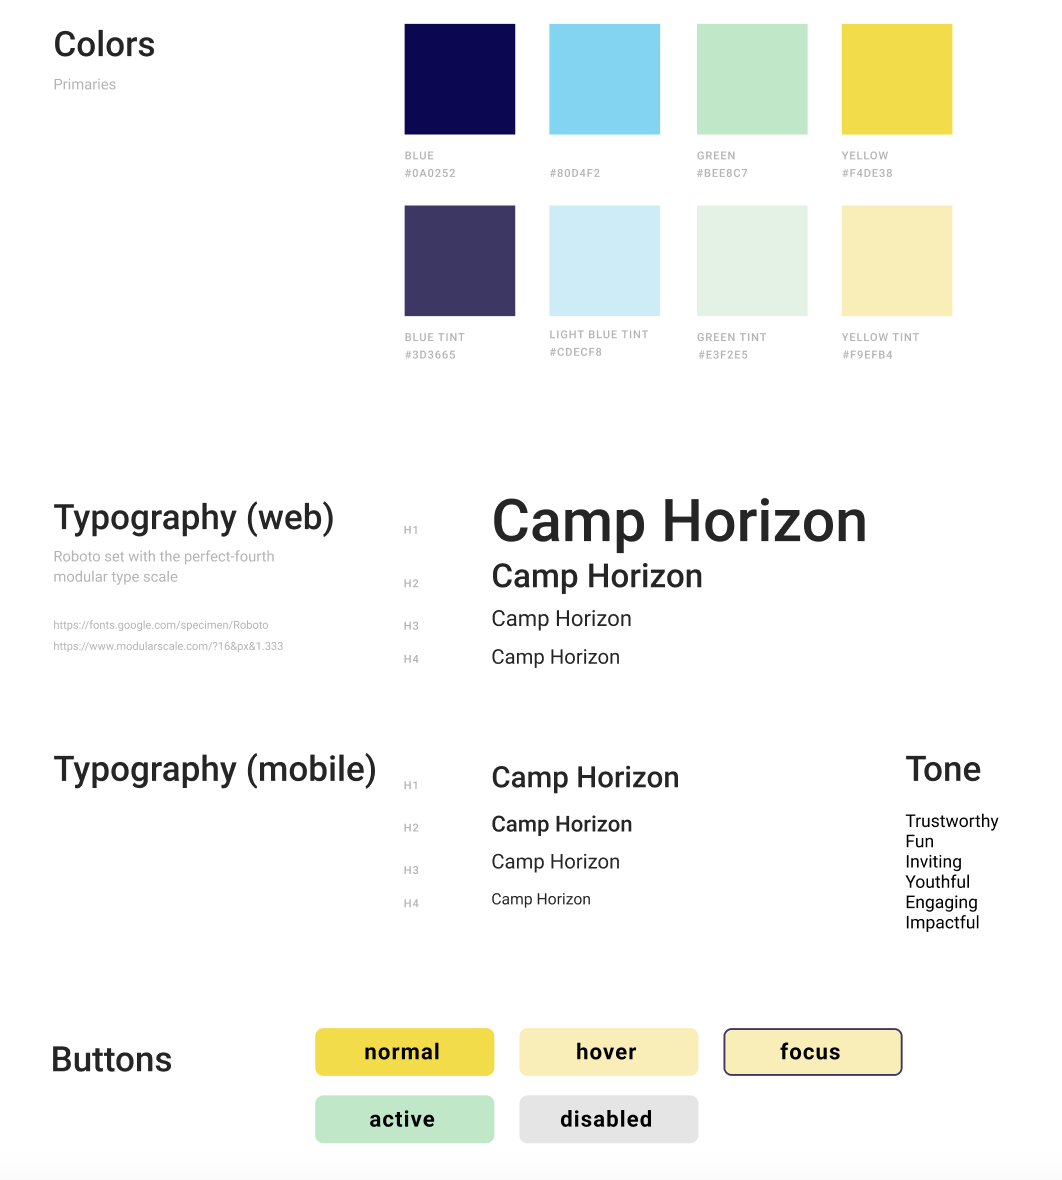 Colors
Primaries
BLUE
#0A0252
#80D4F2
GREEN
#BEE8C7
YELLOW
#F4DE38
BLUE TINT
#3D3665
LIGHT BLUE TINT
#CDECF8
GREEN TINT
#E3F2E5
YELLOW TINT
#F9EFB4
Typography (web)
Roboto set with the perfect-fourth
modular type scale
https://fonts.google.com/specimen/Roboto
https://www.modularscale.com/?16&px&1.333
H1
Camp Horizon
H2
Camp Horizon
H3
Camp Horizon
H4
Camp Horizon
Typography (mobile)
H1
Camp Horizon
H2
Camp Horizon
H3
Camp Horizon
H4
Camp Horizon
Tone
Trustworthy
Fun
Inviting
Youthful
Engaging
Impactful
Buttons
normal
hover
focus
active
disabled